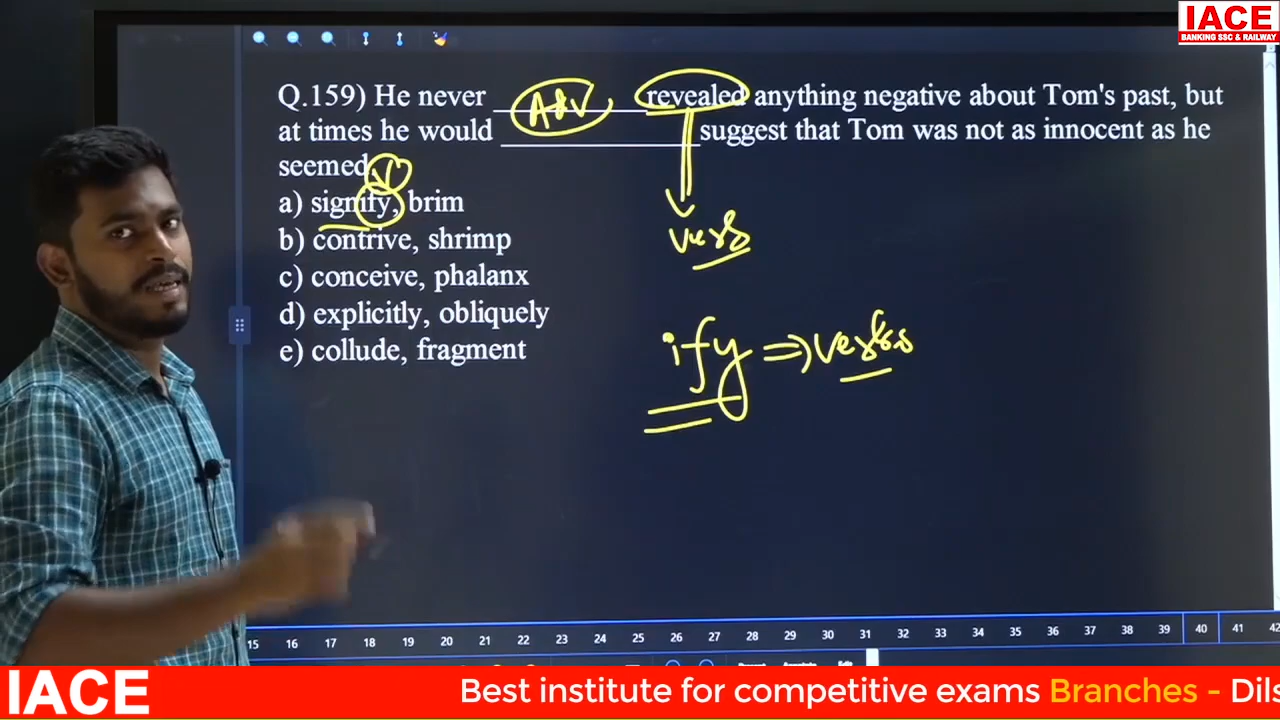 IACE
BANKING SSC & RAILWAY
Q.159) He never ______ revealed anything negative about Tom's past, but
Adv
at times he would ______ suggest that Tom was not as innocent as he
seemed.
V
a) signify, brim
b) contrive, shrimp
verb
c) conceive, phalanx
d) explicitly, obliquely
ify ⇒ verbs
e) collude, fragment
15 16 17 18 19 20 21 22 23 24 25 26 27 28 29 30 31 32 33 34 35 36 37 38 39 40 41 42
IACE
Best institute for competitive exams Branches - Dils